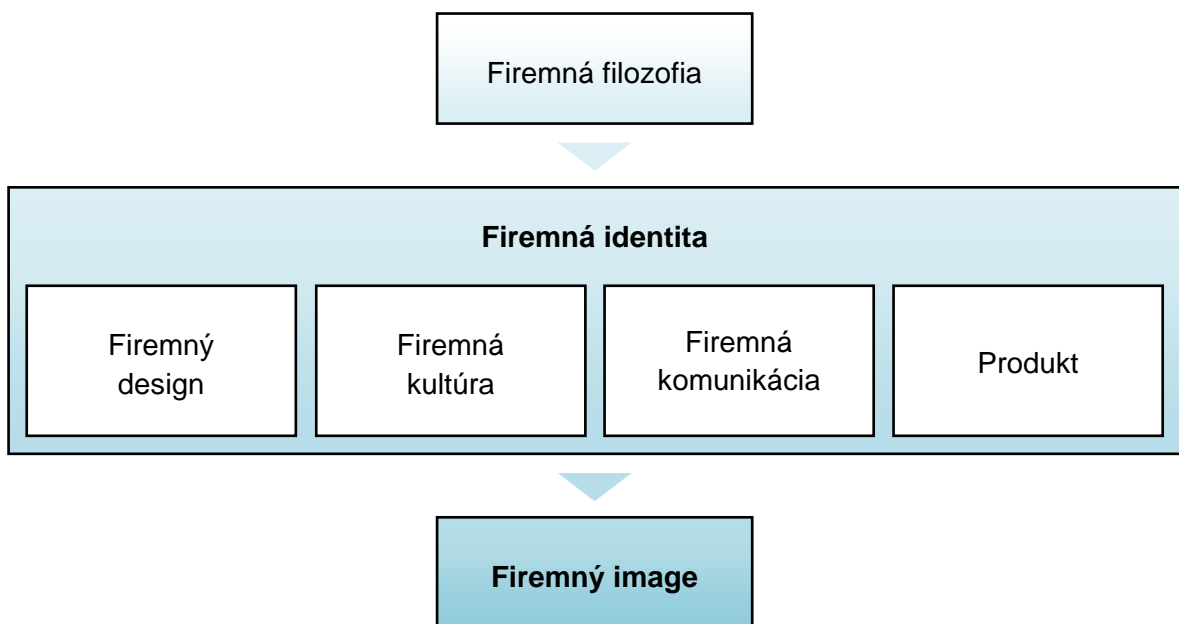 Firemná filozofia
Firemná identita
Firemný
design
Firemná
kultúra
Firemná
komunikácia
Produkt
Firemný image